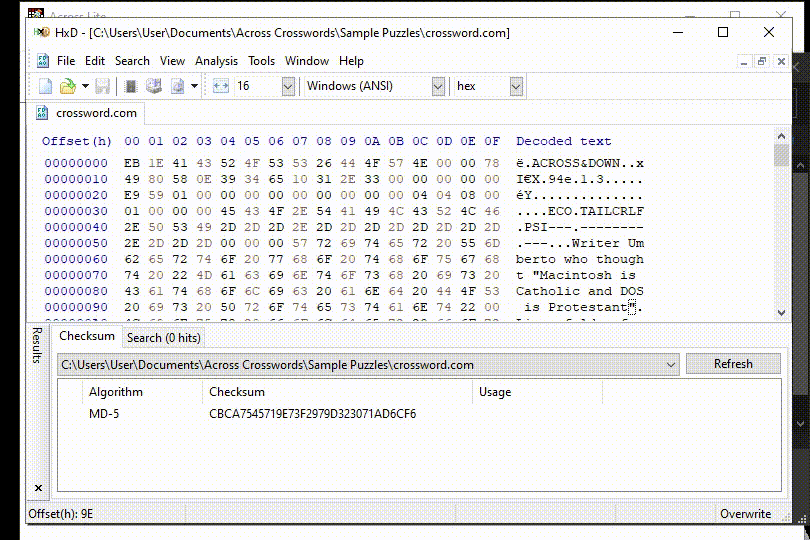 Across Lite
HxD - [C:\Users\User\Documents\Across Crosswords\Sample Puzzles\crossword.com]
File Edit Search View Analysis Tools Window Help
16 Windows (ANSI) hex
crossword.com
Offset(h) 00 01 02 03 04 05 06 07 08 09 0A 0B 0C 0D 0E 0F Decoded text
00000000 EB 1E 41 43 52 4F 53 53 26 44 4F 57 4E 00 00 78 ë.ACROSS&DOWN..x
00000010 49 80 58 0E 39 34 65 10 31 2E 33 00 00 00 00 00 I€X.94e.1.3.....
00000020 E9 59 01 00 00 00 00 00 00 00 00 00 04 04 08 00 éY..............
00000030 01 00 00 00 45 43 4F 2E 54 41 49 4C 43 52 4C 46 ....ECO.TAILCRLF
00000040 2E 50 53 49 2D 2D 2D 2E 2D 2D 2D 2D 2D 2D 2D 2D .PSI---.--------
00000050 2E 2D 2D 2D 00 00 00 57 72 69 74 65 72 20 55 6D .---...Writer Um
00000060 62 65 72 74 6F 20 77 68 6F 20 74 68 6F 75 67 68 berto who though
00000070 74 20 22 4D 61 63 69 6E 74 6F 73 68 20 69 73 20 t "Macintosh is
00000080 43 61 74 68 6F 6C 69 63 20 61 6E 64 20 44 4F 53 Catholic and DOS
00000090 20 69 73 20 50 72 6F 74 65 73 74 61 6E 74 22 00 is Protestant".
Results
Checksum Search (0 hits)
C:\Users\User\Documents\Across Crosswords\Sample Puzzles\crossword.com Refresh
Algorithm Checksum Usage
MD-5 CBCA7545719E73F2979D323071AD6CF6
Offset(h): 9E Overwrite